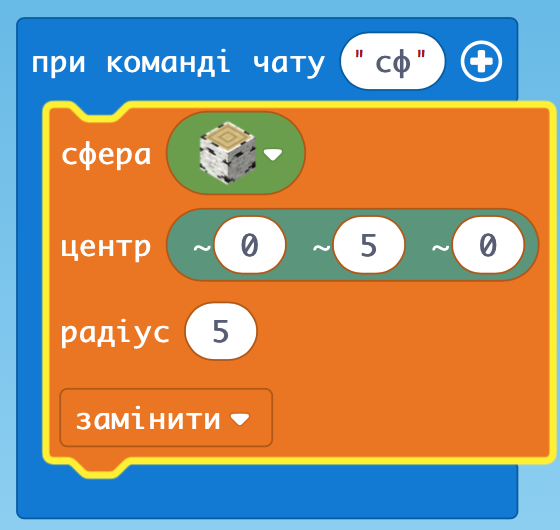 при команді чату "сф"
сфера
центр ~0 ~5 ~0
радіус 5
замінити